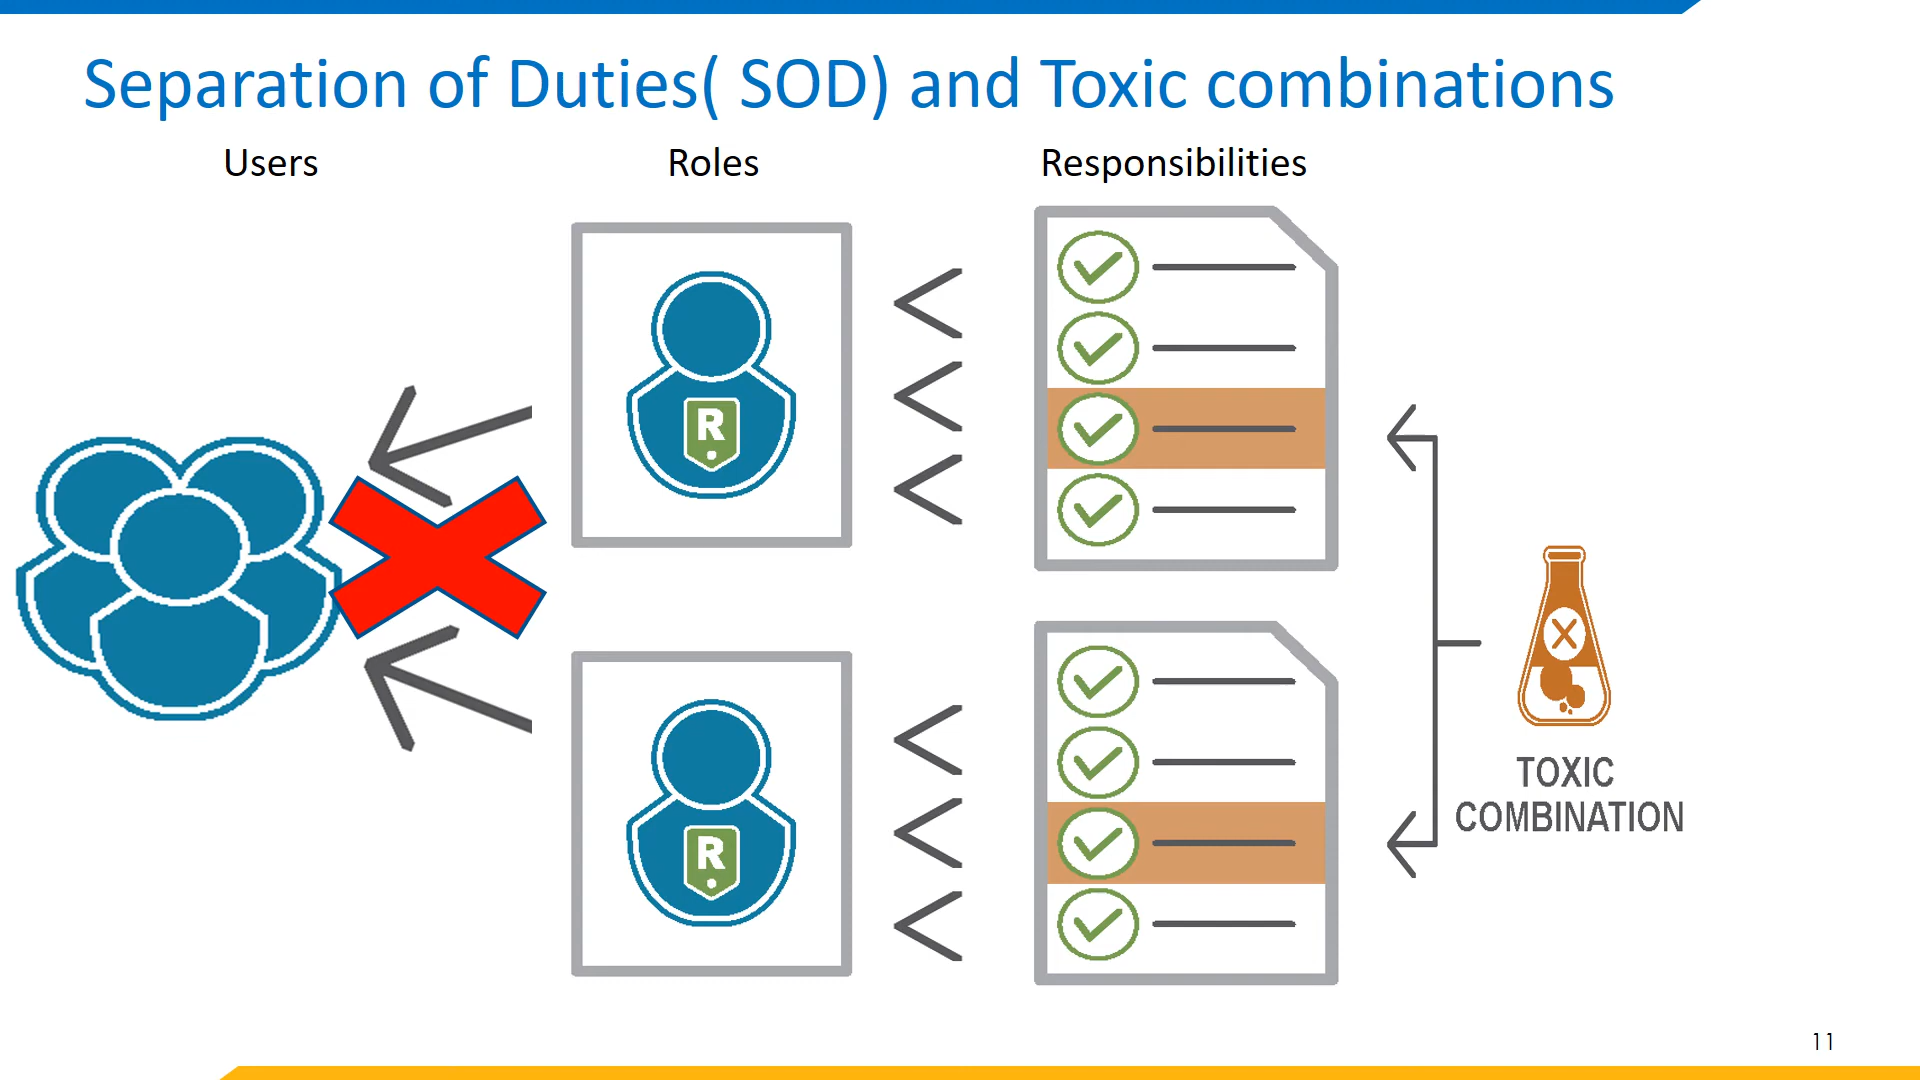 Separation of Duties( SOD) and Toxic combinations
Users
Roles
Responsibilities
R
R
TOXIC
COMBINATION
11